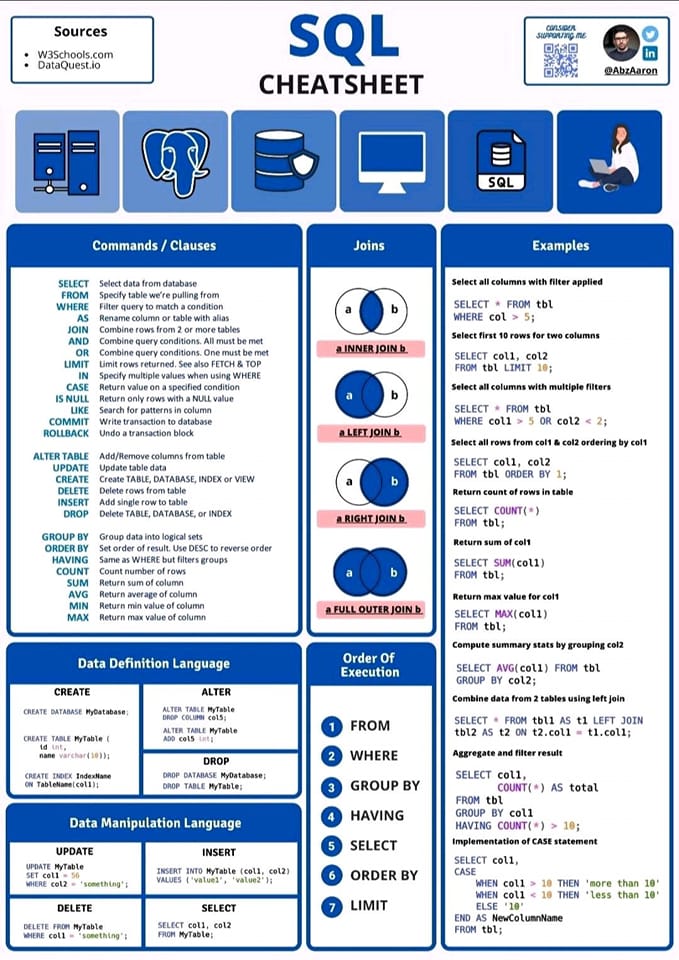 Sources
• W3Schools.com
• DataQuest.io
SQL
CHEATSHEET
CONSIDER
SUPPORTING ME
@AbzAaron
SQL
Commands / Clauses
SELECT Select data from database
FROM Specify table we're pulling from
WHERE Filter query to match a condition
AS Rename column or table with alias
JOIN Combine rows from 2 or more tables
AND Combine query conditions. All must be met
OR Combine query conditions. One must be met
LIMIT Limit rows returned. See also FETCH & TOP
IN Specify multiple values when using WHERE
CASE Return value on a specified condition
IS NULL Return only rows with a NULL value
LIKE Search for patterns in column
COMMIT Write transaction to database
ROLLBACK Undo a transaction block
ALTER TABLE Add/Remove columns from table
UPDATE Update table data
CREATE Create TABLE, DATABASE, INDEX or VIEW
DELETE Delete rows from table
INSERT Add single row to table
DROP Delete TABLE, DATABASE, or INDEX
GROUP BY Group data into logical sets
ORDER BY Set order of result. Use DESC to reverse order
HAVING Same as WHERE but filters groups
COUNT Count number of rows
SUM Return sum of column
AVG Return average of column
MIN Return min value of column
MAX Return max value of column
Joins
a b
a INNER JOIN b
a b
a LEFT JOIN b
a b
a RIGHT JOIN b
a b
a FULL OUTER JOIN b
Examples
Select all columns with filter applied
SELECT * FROM tbl
WHERE col > 5;
Select first 10 rows for two columns
SELECT col1, col2
FROM tbl LIMIT 10;
Select all columns with multiple filters
SELECT * FROM tbl
WHERE col1 > 5 OR col2 < 2;
Select all rows from col1 & col2 ordering by col1
SELECT col1, col2
FROM tbl ORDER BY 1;
Return count of rows in table
SELECT COUNT(*)
FROM tbl;
Return sum of col1
SELECT SUM(col1)
FROM tbl;
Return max value for col1
SELECT MAX(col1)
FROM tbl;
Compute summary stats by grouping col2
SELECT AVG(col1) FROM tbl
GROUP BY col2;
Combine data from 2 tables using left join
SELECT * FROM tbl1 AS t1 LEFT JOIN
tbl2 AS t2 ON t2.col1 = t1.col1;
Aggregate and filter result
SELECT col1,
COUNT(*) AS total
FROM tbl
GROUP BY col1
HAVING COUNT(*) > 10;
Implementation of CASE statement
SELECT col1,
CASE
WHEN col1 > 10 THEN 'more than 10'
WHEN col1 < 10 THEN 'less than 10'
ELSE '10'
END AS NewColumnName
FROM tbl;
Data Definition Language
CREATE
CREATE DATABASE MyDatabase;
CREATE TABLE MyTable (
id int,
name varchar(10));
CREATE INDEX IndexName
ON TableName(col1);
ALTER
ALTER TABLE MyTable
DROP COLUMN col5;
ALTER TABLE MyTable
ADD col5 int;
DROP
DROP DATABASE MyDatabase;
DROP TABLE MyTable;
Data Manipulation Language
UPDATE
UPDATE MyTable
SET col1 = 56
WHERE col2 = 'something';
INSERT
INSERT INTO MyTable (col1, col2)
VALUES ('value1', 'value2');
DELETE
DELETE FROM MyTable
WHERE col1 = 'something';
SELECT
SELECT col1, col2
FROM MyTable;
Order Of
Execution
1 FROM
2 WHERE
3 GROUP BY
4 HAVING
5 SELECT
6 ORDER BY
7 LIMIT